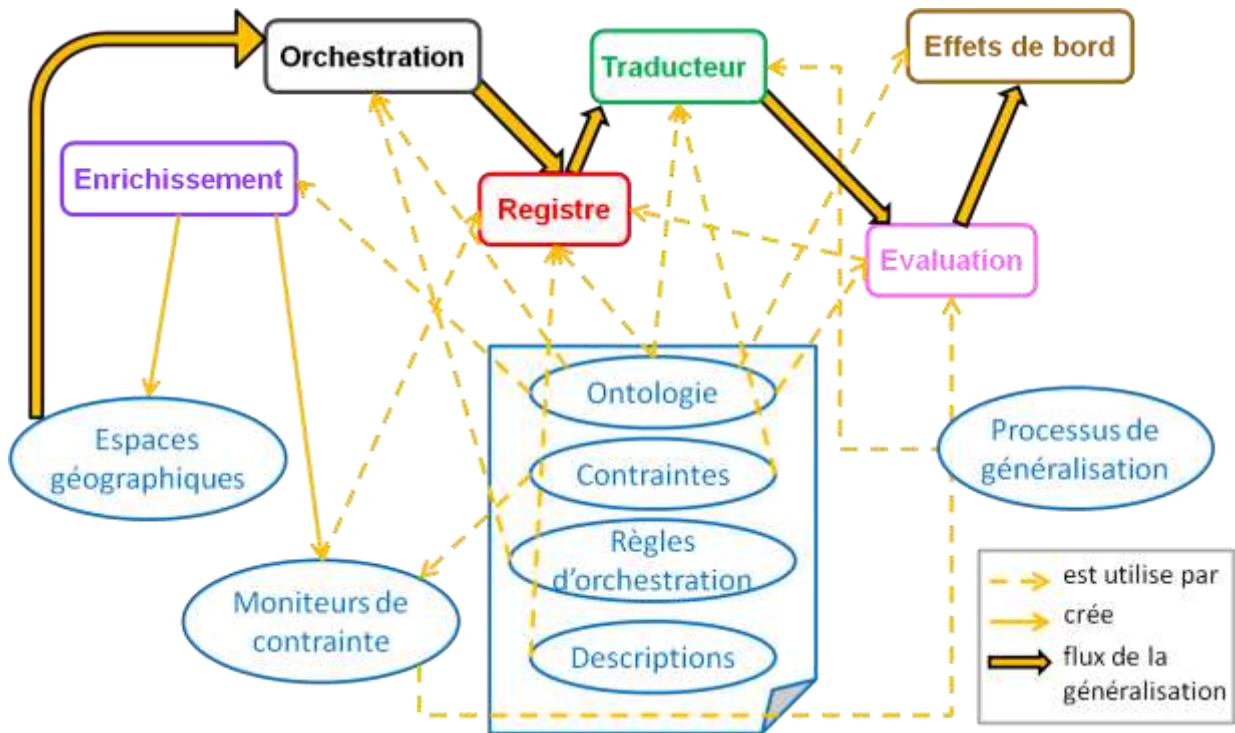 Orchestration
Traducteur
Effets de bord
Enrichissement
Registre
Evaluation
Ontologie
Espaces
géographiques
Contraintes
Processus de
généralisation
Règles
d'orchestration
Moniteurs de
contrainte
Descriptions
est utilise par
crée
flux de la
généralisation